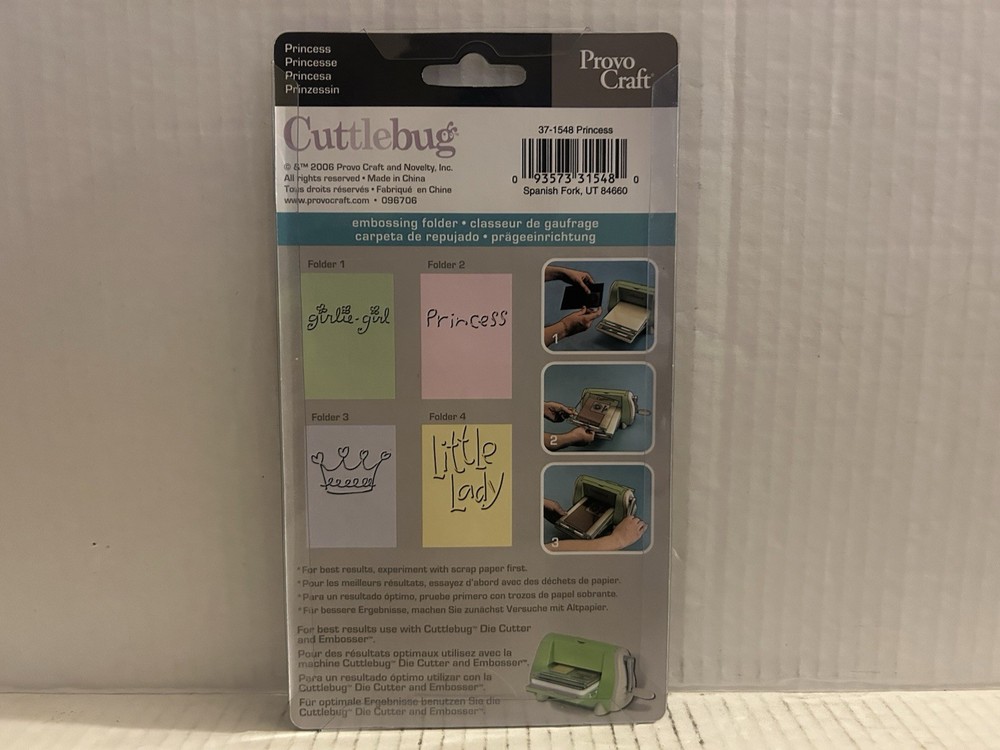 Princess
Princesse
Princesa
Prinzessin
Provo
Craft®
Cuttlebug™
37-1548 Princess
0 93573 31548 0
Spanish Fork, UT 84660
© &™ 2006 Provo Craft and Novelty, Inc.
All rights reserved • Made in China
Tous droits réservés • Fabriqué en Chine
www.provocraft.com • 096706
embossing folder • classeur de gaufrage
carpeta de repujado • prägeeinrichtung
Folder 1
girlie-girl
Folder 2
Princess
Folder 3
Folder 4
Little
Lady
1
2
3
*For best results, experiment with scrap paper first.
*Pour les meilleurs résultats, essayez d'abord avec des déchets de papier.
*Para un resultado óptimo, pruebe primero con trozos de papel sobrante.
*Für bessere Ergebnisse, machen Sie zunächst Versuche mit Altpapier.
For best results use with Cuttlebug™ Die Cutter
and Embosser™.
Pour des résultats optimaux utilisez avec la
machine Cuttlebug™ Die Cutter and Embosser™.
Para un resultado óptimo utilizar con la
Cuttlebug™ Die Cutter and Embosser™.
Für optimale Ergebnisse benutzen Sie die
Cuttlebug™ Die Cutter and Embosser™.